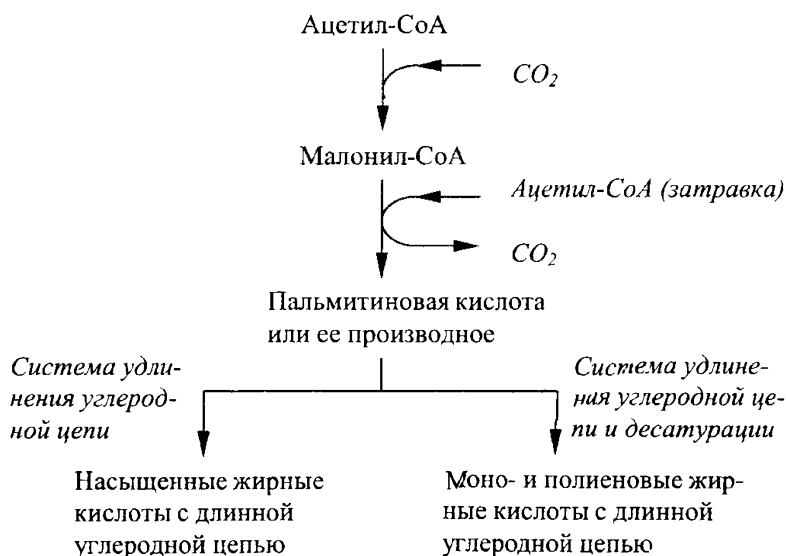 Ацетил-CoA
CO2
Малонил-CoA
Ацетил-CoA (затравка)
CO2
Пальмитиновая кислота
или ее производное
Система удли-
нения углерод-
ной цепи
Система удлине-
ния углеродной це-
пи и десатурации
Насыщенные жирные
кислоты с длинной
углеродной цепью
Моно- и полиеновые жир-
ные кислоты с длинной
углеродной цепью